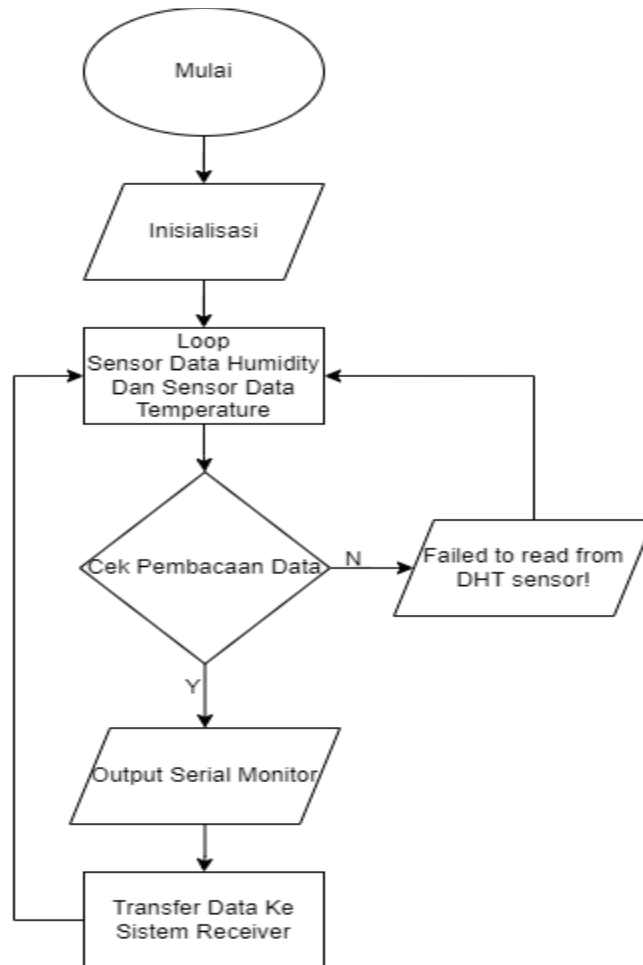 Mulai
Inisialisasi
Loop
Sensor Data Humidity
Dan Sensor Data
Temperature
Cek Pembacaan Data
N
Failed to read from
DHT sensor!
Y
Output Serial Monitor
Transfer Data Ke
Sistem Receiver